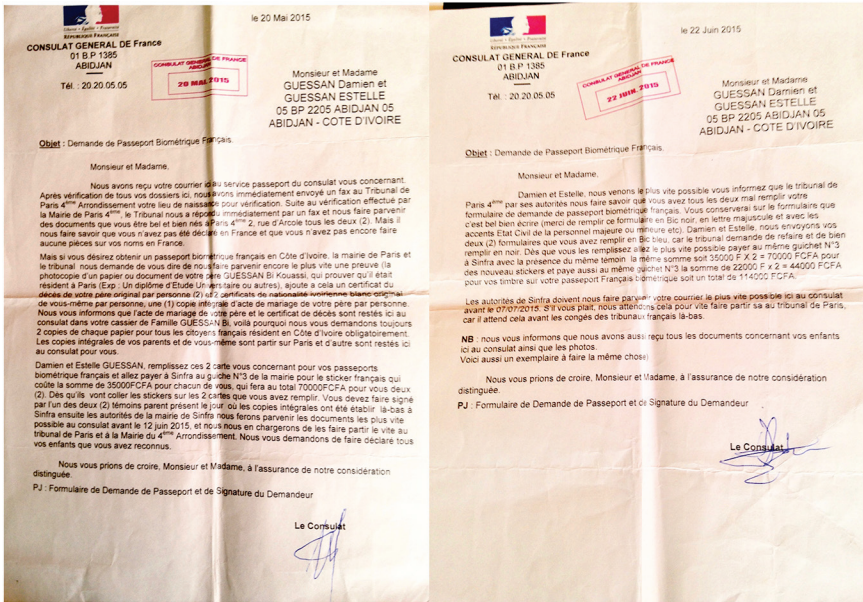 le 20 Mai 2015
Liberté • Égalité • Fraternité
RÉPUBLIQUE FRANÇAISE
CONSULAT GENERAL DE France
01 B.P 1385
ABIDJAN
Tél. : 20.20.05.05
CONSULAT GENERAL DE FRANCE
ABIDJAN
20 MAI 2015
Monsieur et Madame
GUESSAN Damien et
GUESSAN ESTELLE
05 BP 2205 ABIDJAN 05
ABIDJAN - COTE D'IVOIRE
Objet : Demande de Passeport Biométrique Français.
Monsieur et Madame,
Nous avons reçu votre courrier ici au service passeport du consulat vous concernant.
Après vérification de tous vos dossiers ici, nous avons immédiatement envoyé un fax au Tribunal de
Paris 4ème Arrondissement votre lieu de naissance pour vérification. Suite au vérification effectué par
la Mairie de Paris 4ème, le Tribunal nous a répondu immédiatement par un fax et nous faire parvenir
des documents que vous être bel et bien nés à Paris 4ème 2, rue d'Arcole tous les deux (2). Mais il
nous faire savoir que vous n'avez pas été déclaré en France et que vous n'avez pas encore faire
aucune pièces sur vos noms en France.
Mais si vous désirez obtenir un passeport biométrique français en Côte d'Ivoire, la mairie de Paris et
le tribunal nous demande de vous dire de nous faire parvenir encore le plus vite une preuve (la
photocopie d'un papier ou document de votre père GUESSAN Bi Kouassi, qui prouver qu'il était
résident à Paris (Exp : Un diplôme d'Etude Universitaire ou autres), ajoute a cela un certificat du
décès de votre père original par personne (2) et 2 certificats de nationalité ivoirienne blanc original
de vous-même par personne, une (1) copie intégrale d'acte de mariage de votre père par personne.
Nous vous informons que l'acte de mariage de votre père et le certificat de décès sont restés ici au
consulat dans votre cassier de Famille GUESSAN Bi, voilà pourquoi nous vous demandons toujours
2 copies de chaque papier pour tous les citoyens français résident en Côte d'Ivoire obligatoirement.
Les copies intégrales de vos parents et de vous-même sont partir sur Paris et d'autre sont restés ici
au consulat pour vous.
Damien et Estelle GUESSAN, remplissez ces 2 carte vous concernant pour vos passeports
biométrique français et allez payer à Sinfra au guichet N°3 de la mairie pour le sticker français qui
coûte la somme de 35000FCFA pour chacun de vous, qui fera au total 70000FCFA pour vous deux
(2). Dès qu'ils vont coller les stickers sur les 2 cartes que vous avez remplir. Vous devez faire signé
par l'un des deux (2) témoins parent présent le jour où les copies intégrales ont été établir là-bas à
Sinfra ensuite les autorités de la mairie de Sinfra nous ferons parvenir les documents les plus vite
possible au consulat avant le 12 juin 2015, et nous nous en chargerons de les faire partir le vite au
tribunal de Paris et à la Mairie du 4ème Arrondissement. Nous vous demandons de faire déclaré tous
vos enfants que vous avez reconnus.
Nous vous prions de croire, Monsieur et Madame, à l'assurance de notre considération
distinguée.
PJ : Formulaire de Demande de Passeport et de Signature du Demandeur
Le Consulat
le 22 Juin 2015
Liberté • Égalité • Fraternité
RÉPUBLIQUE FRANÇAISE
CONSULAT GENERAL DE France
01 B.P 1385
ABIDJAN
Tél. : 20.20.05.05
CONSULAT GENERAL DE FRANCE
ABIDJAN
22 JUIN 2015
Monsieur et Madame
GUESSAN Damien et
GUESSAN ESTELLE
05 BP 2205 ABIDJAN 05
ABIDJAN - COTE D'IVOIRE
Objet : Demande de Passeport Biométrique Français.
Monsieur et Madame,
Damien et Estelle, nous venons le plus vite possible vous informez que le tribunal de
Paris 4ème par ses autorités nous faire savoir que vous avez tous les deux mal remplir votre
formulaire de demande de passeport biométrique français. Vous conserverai sur le formulaire que
c'est bel bien écrire (merci de remplir ce formulaire en Bic noir, en lettre majuscule et avec les
accents Etat Civil de la personnel majeure ou mineure etc). Damien et Estelle, nous envoyons vos
deux (2) formulaires que vous avez remplir en Bic bleu, car le tribunal demande de refaire et de bien
remplir en noir. Dès que vous les remplissez allez le plus vite possible payer au même guichet N°3
à Sinfra avec la présence du même témoin la même somme soit 35000 F X 2 = 70000 FCFA pour
des nouveau stickers et paye aussi au même guichet N°3 la somme de 22000 F x 2 = 44000 FCFA
pour vos timbre sur votre passeport Français biométrique soit un total de 114000 FCFA.
Les autorités de Sinfra doivent nous faire parvenir votre courrier le plus vite possible ici au consulat
avant le 07/07/2015. S'il vous plait, nous attendons cela pour vite faire partir sa au tribunal de Paris,
car il attend cela avant les congés des tribunaux français là-bas.
NB : nous vous informons que nous avons aussi reçu tous les documents concernant vos enfants
ici au consulat ainsi que les photos.
Voici aussi un exemplaire à faire la même chose)
Nous vous prions de croire, Monsieur et Madame, à l'assurance de notre considération
distinguée.
PJ : Formulaire de Demande de Passeport et de Signature du Demandeur
Le Consulat